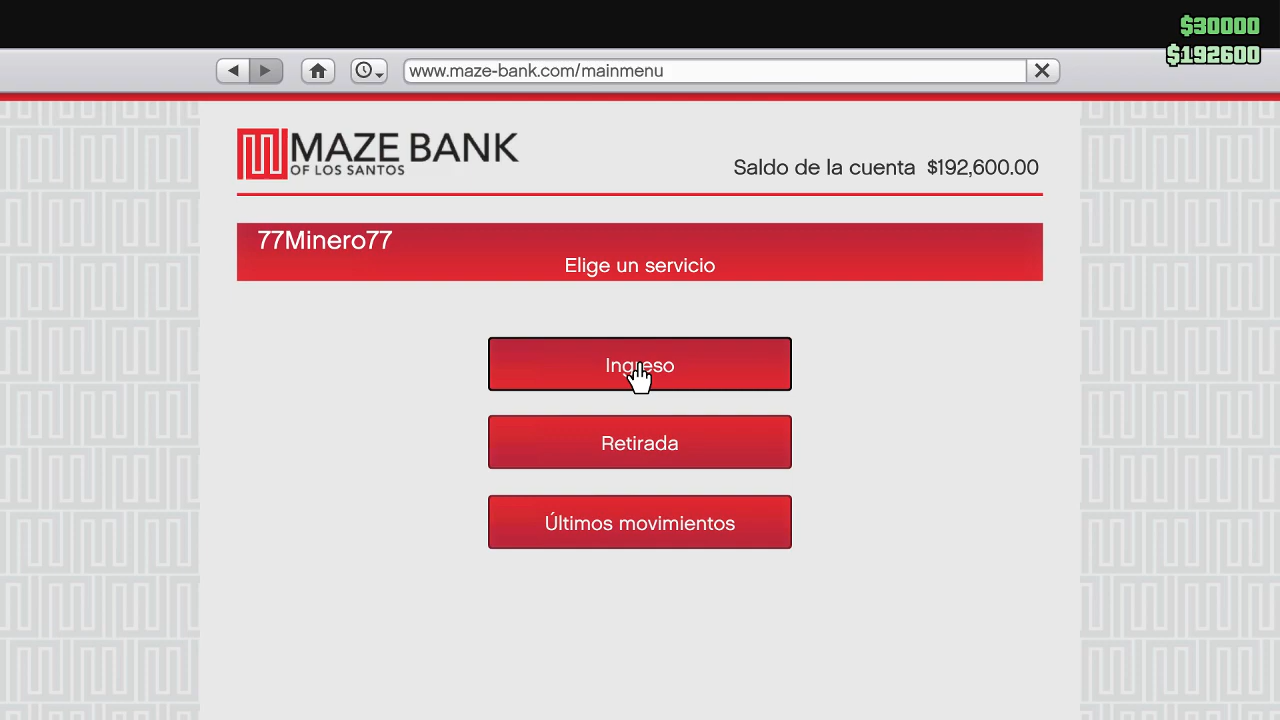 $30000
$192600
www.maze-bank.com/mainmenu
MAZE BANK
OF LOS SANTOS
Saldo de la cuenta $192,600.00
77Minero77
Elige un servicio
Ingreso
Retirada
Últimos movimientos